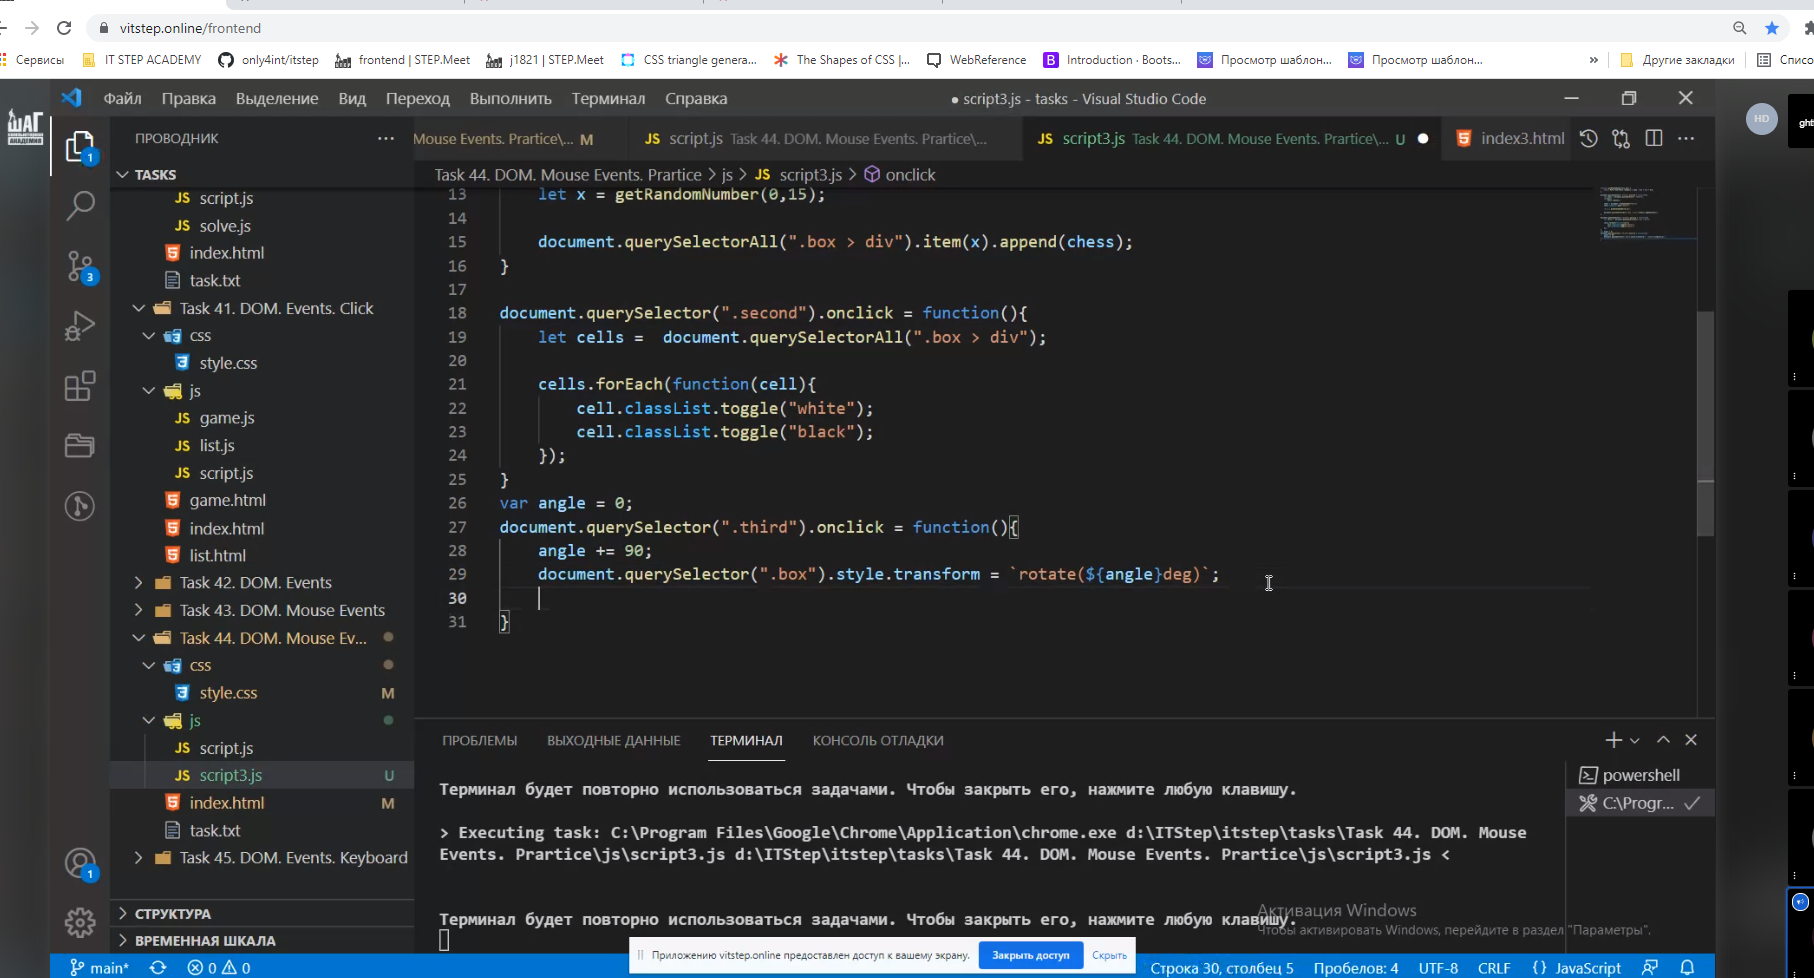 vitstep.online/frontend
Сервисы
IT STEP ACADEMY
only4int/itstep
frontend | STEP.Meet
j1821 | STEP.Meet
CSS triangle genera...
The Shapes of CSS |...
WebReference
Introduction · Boots...
Просмотр шаблон...
Просмотр шаблон...
»
Другие закладки
Списо
ШАГ
Файл Правка Выделение Вид Переход Выполнить Терминал Справка
● script3.js - tasks - Visual Studio Code
HD
ght
ПРОВОДНИК ...
Mouse Events. Prartice\... M
JS script.js Task 44. DOM. Mouse Events. Prartice\...
JS script3.js Task 44. DOM. Mouse Events. Prartice\... U
index3.html
Task 44. DOM. Mouse Events. Prartice > js > JS script3.js > onclick
1
TASKS
JS script.js
JS solve.js
index.html
task.txt
Task 41. DOM. Events. Click
css
style.css
js
JS game.js
JS list.js
JS script.js
game.html
index.html
list.html
Task 42. DOM. Events
Task 43. DOM. Mouse Events
Task 44. DOM. Mouse Ev...
css
style.css M
js
JS script.js
JS script3.js U
index.html M
task.txt
Task 45. DOM. Events. Keyboard
СТРУКТУРА
ВРЕМЕННАЯ ШКАЛА
3
1
13 let x = getRandomNumber(0,15);
14
15 document.querySelectorAll(".box > div").item(x).append(chess);
16 }
17
18 document.querySelector(".second").onclick = function(){
19 let cells =  document.querySelectorAll(".box > div");
20
21 cells.forEach(function(cell){
22 cell.classList.toggle("white");
23 cell.classList.toggle("black");
24 });
25 }
26 var angle = 0;
27 document.querySelector(".third").onclick = function(){
28 angle += 90;
29 document.querySelector(".box").style.transform = `rotate(${angle}deg)`;
30
31 }
ПРОБЛЕМЫ ВЫХОДНЫЕ ДАННЫЕ ТЕРМИНАЛ КОНСОЛЬ ОТЛАДКИ
powershell
C:\Progr...
Терминал будет повторно использоваться задачами. Чтобы закрыть его, нажмите любую клавишу.
> Executing task: C:\Program Files\Google\Chrome\Application\chrome.exe d:\ITStep\itstep\tasks\Task 44. DOM. Mouse
Events. Prartice\js\script3.js d:\ITStep\itstep\tasks\Task 44. DOM. Mouse Events. Prartice\js\script3.js <
Терминал будет повторно использоваться задачами. Чтобы закрыть его, нажмите любую клавишу.
Активация Windows
Чтобы активировать Windows, перейдите в раздел "Параметры".
Приложению vitstep.online предоставлен доступ к вашему экрану.
Закрыть доступ
Скрыть
main* 0 0
Строка 30, столбец 5 Пробелов: 4 UTF-8 CRLF {} JavaScript